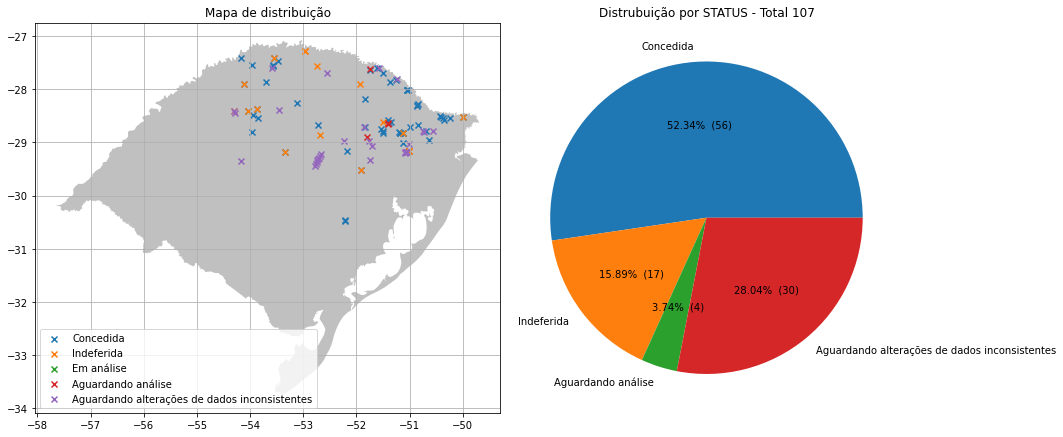 Mapa de distribuição
−27
−28
−29
−30
−31
−32
−33
−34
−58
−57
−56
−55
−54
−53
−52
−51
−50
Concedida
Indeferida
Em análise
Aguardando análise
Aguardando alterações de dados inconsistentes
Distrubuição por STATUS - Total 107
Concedida
52.34% (56)
15.89% (17)
28.04% (30)
3.74% (4)
Indeferida
Aguardando alterações de dados inconsistentes
Aguardando análise